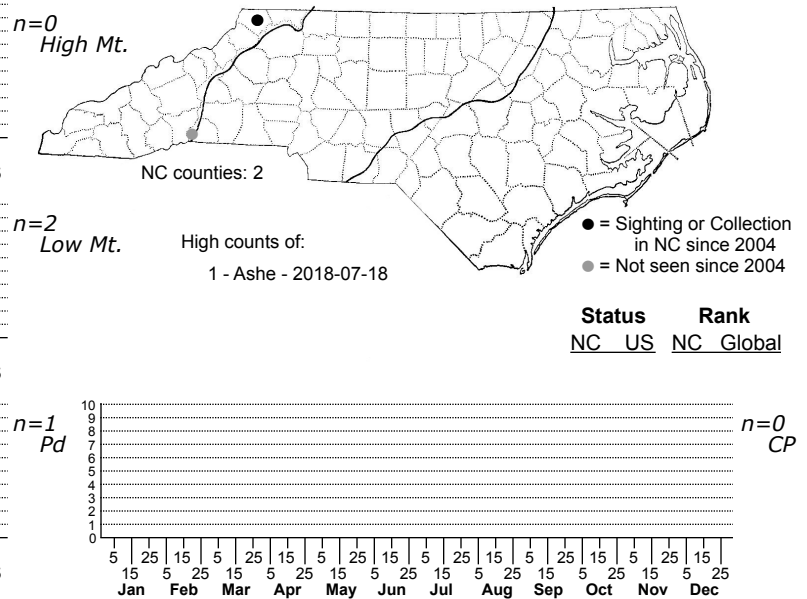 n=0
High Mt.
NC counties: 2
n=2
Low Mt.
High counts of:
1 - Ashe - 2018-07-18
= Sighting or Collection
in NC since 2004
= Not seen since 2004
Status Rank
NC US NC Global
n=1
Pd
10
9
8
7
6
5
4
3
2
1
0
n=0
CP
5 25 15 5 25 15 5 25 15 5 25 15 5 25 15 5 25 15
15 5 25 15 5 25 15 5 25 15 5 25 15 5 25 15 5 25
Jan Feb Mar Apr May Jun Jul Aug Sep Oct Nov Dec